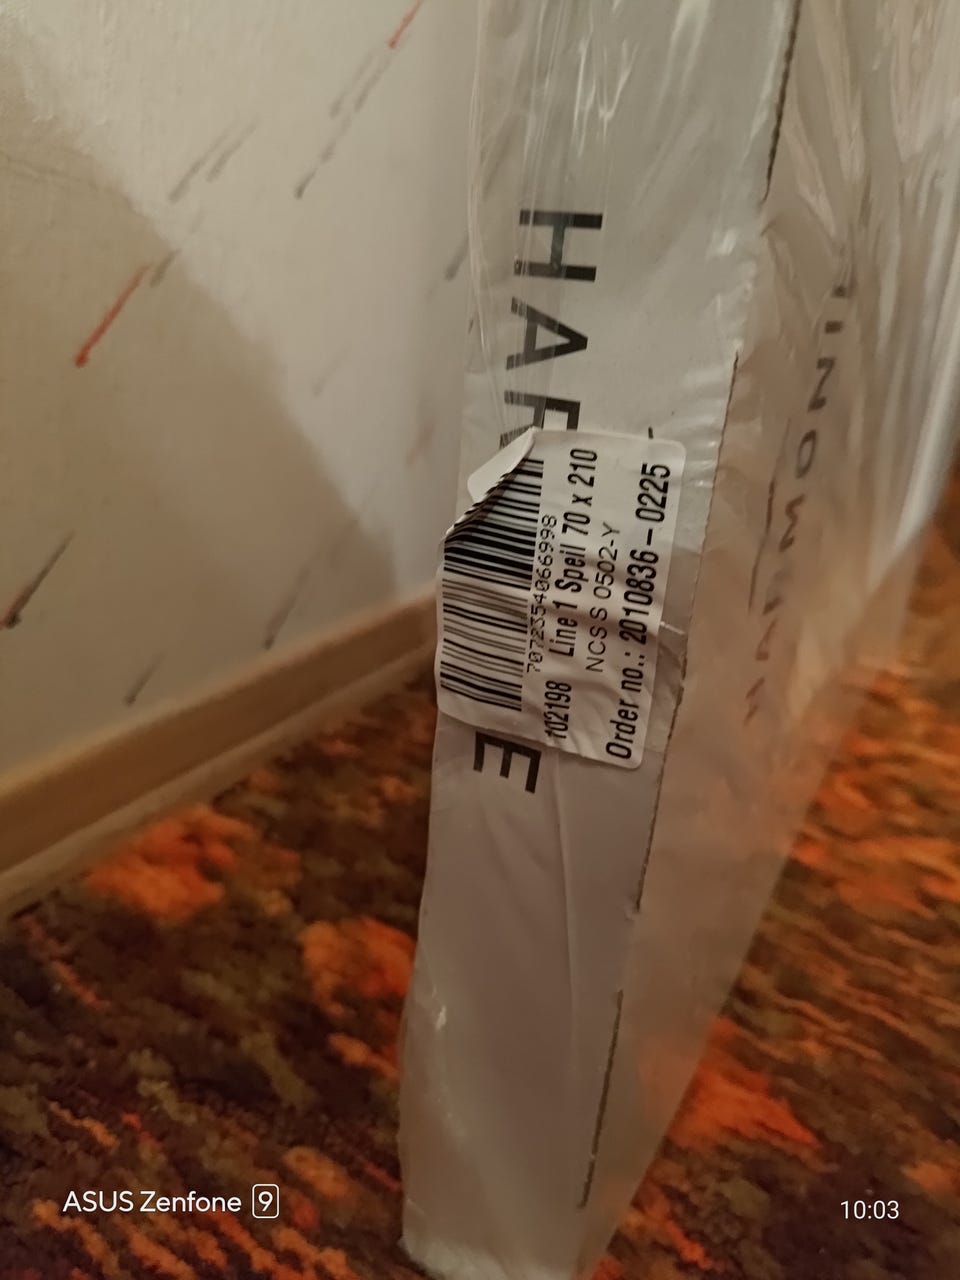 HAR
E
7072354066998
102198 Line 1 Speil 70 x 210
NCS S 0502-Y
Order no.: 2010836-0225
ASUS Zenfone 9
10:03